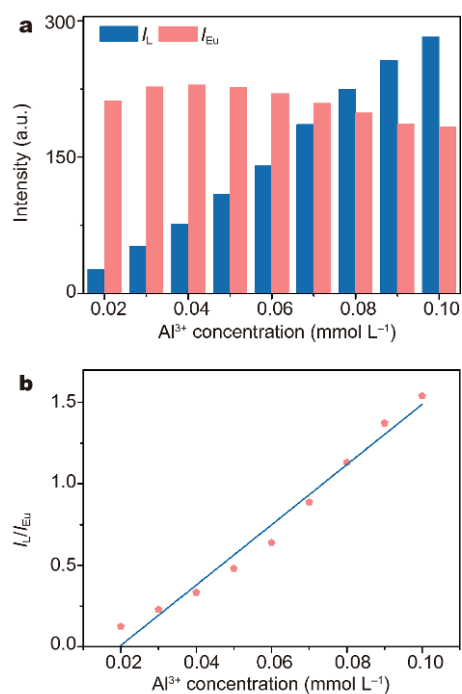 a
I_L I_Eu
300
150
0
Intensity (a.u.)
0.02 0.04 0.06 0.08 0.10
Al³⁺ concentration (mmol L⁻¹)
b
1.5
1.0
0.5
0.0
I_L/I_Eu
0.02 0.04 0.06 0.08 0.10
Al³⁺ concentration (mmol L⁻¹)